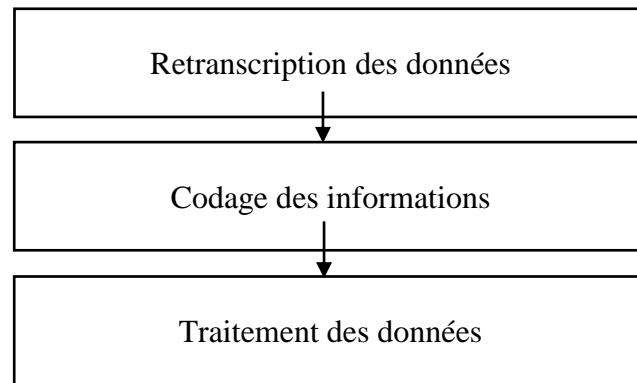 Retranscription des données
Codage des informations
Traitement des données